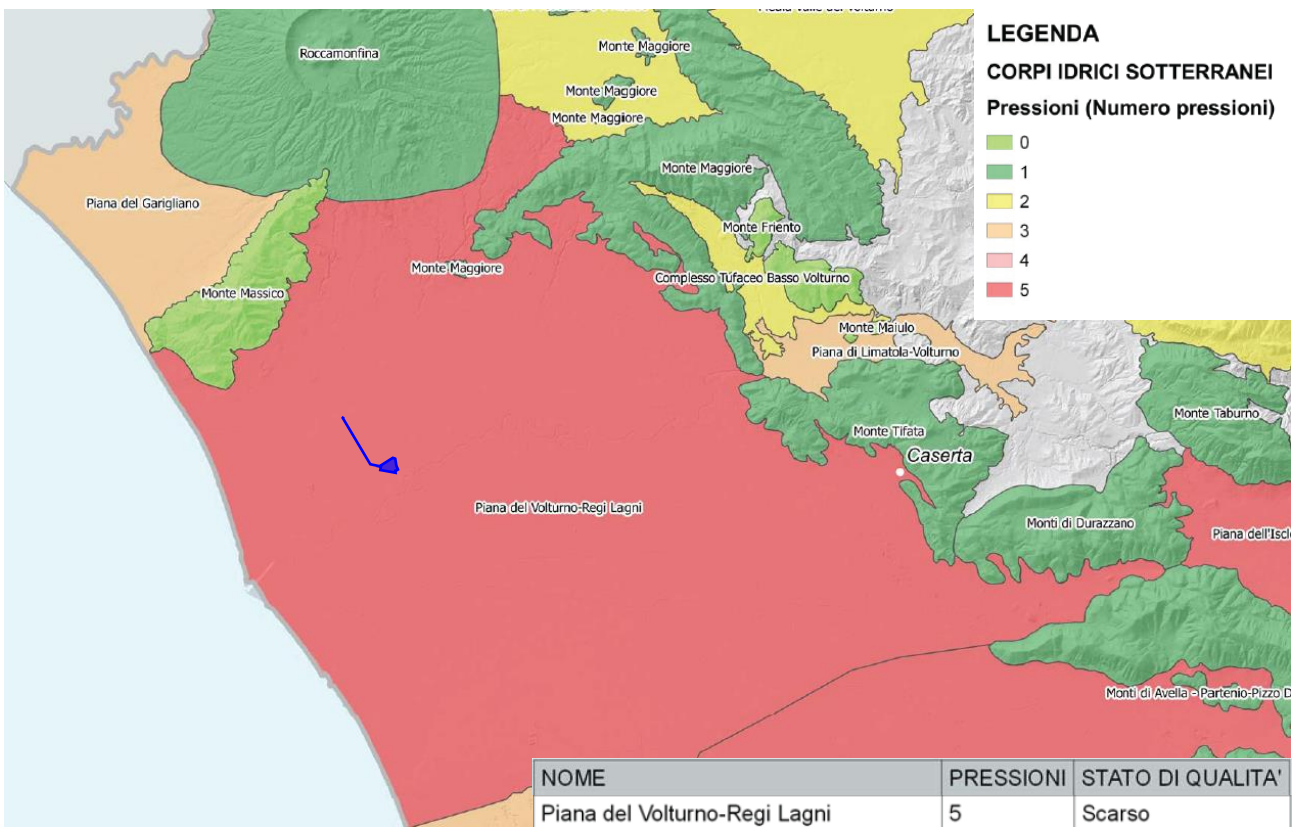 LEGENDA
CORPI IDRICI SOTTERRANEI
Pressioni (Numero pressioni)
0
1
2
3
4
5
Roccamonfina
Monte Maggiore
Monte Maggiore
Monte Maggiore
Monte Maggiore
Piana del Garigliano
Monte Friento
Monte Maggiore
Complesso Tufaceo Basso Volturno
Monte Massico
Monte Maiulo
Piana di Limatola-Volturno
Monte Taburno
Monte Tifata
Caserta
Piana del Volturno-Regi Lagni
Monti di Durazzano
Piana dell'Iscl
Monti di Avella - Partenio-Pizzo D
NOME PRESSIONI STATO DI QUALITA'
Piana del Volturno-Regi Lagni 5 Scarso